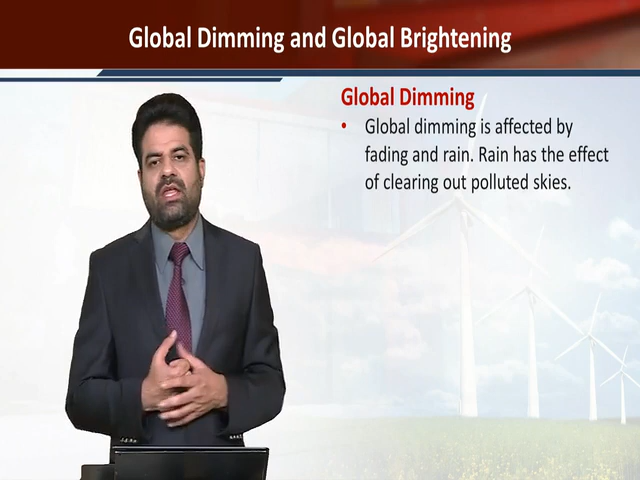 Global Dimming and Global Brightening
Global Dimming
• Global dimming is affected by
fading and rain. Rain has the effect
of clearing out polluted skies.